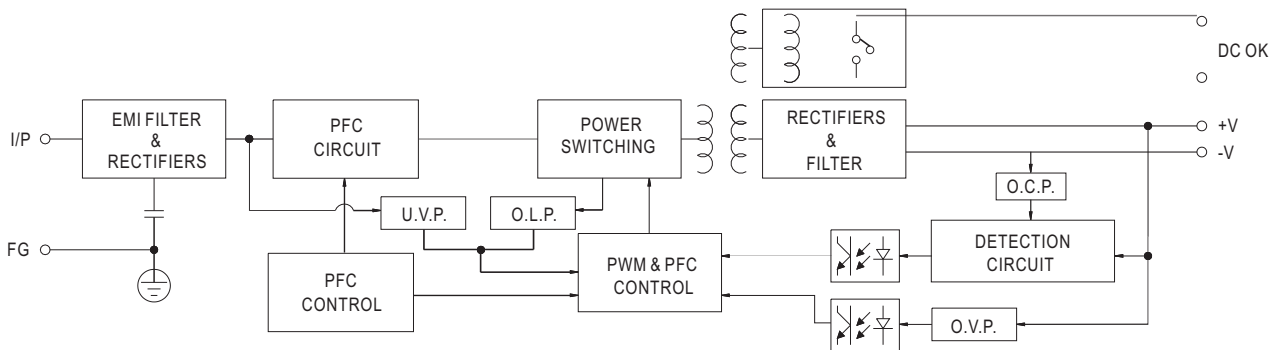 DC OK
I/P
EMI FILTER
&
RECTIFIERS
PFC
CIRCUIT
POWER
SWITCHING
RECTIFIERS
&
FILTER
+V
-V
O.C.P.
U.V.P.
O.L.P.
FG
PFC
CONTROL
PWM & PFC
CONTROL
DETECTION
CIRCUIT
O.V.P.